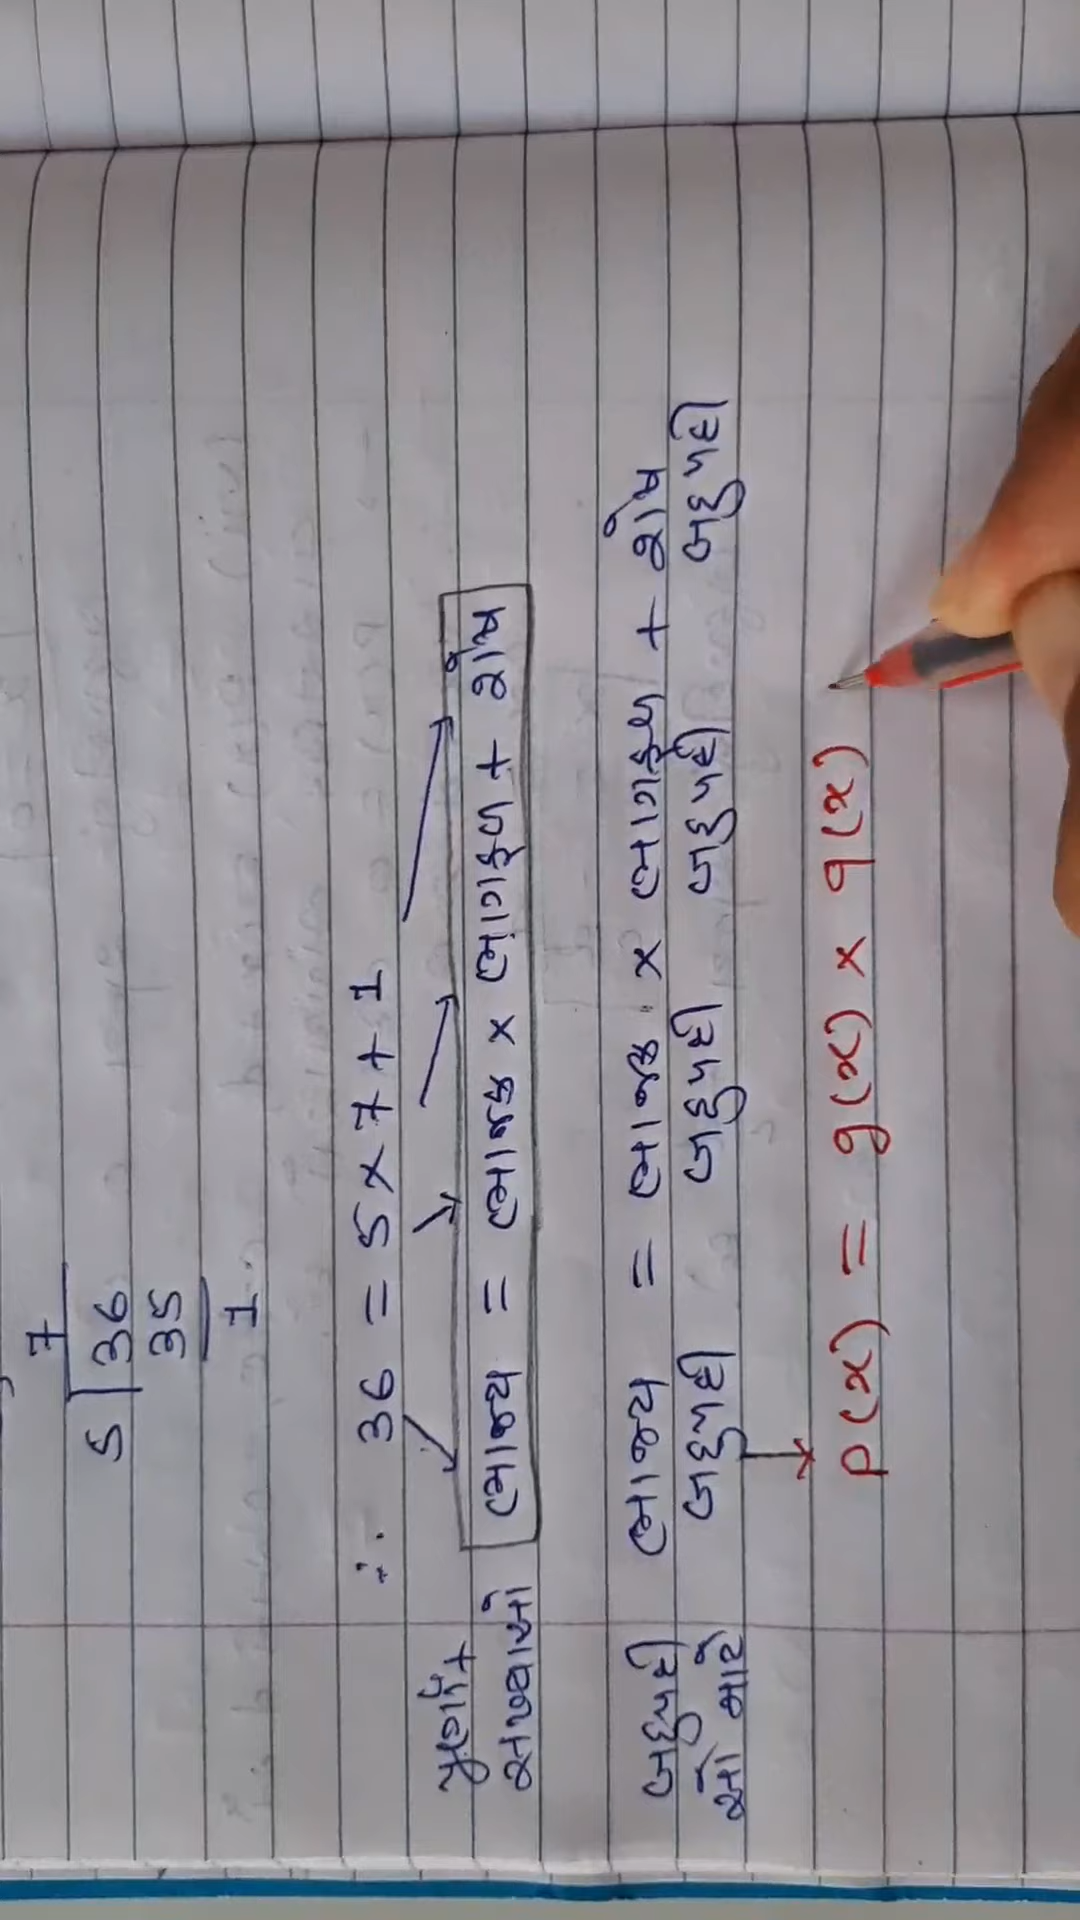 7
5 36
35
1
∴ 36 = 5 × 7 + 1
પૂર્ણાંક
સંખ્યાઓ ભાજ્ય = ભાજક × ભાગફળ + શેષ
બહુપદી ભાજ્ય = ભાજક × ભાગફળ + શેષ
ઓ માટે બહુપદી બહુપદી બહુપદી બહુપદી
P(x) = g(x) × q(x)